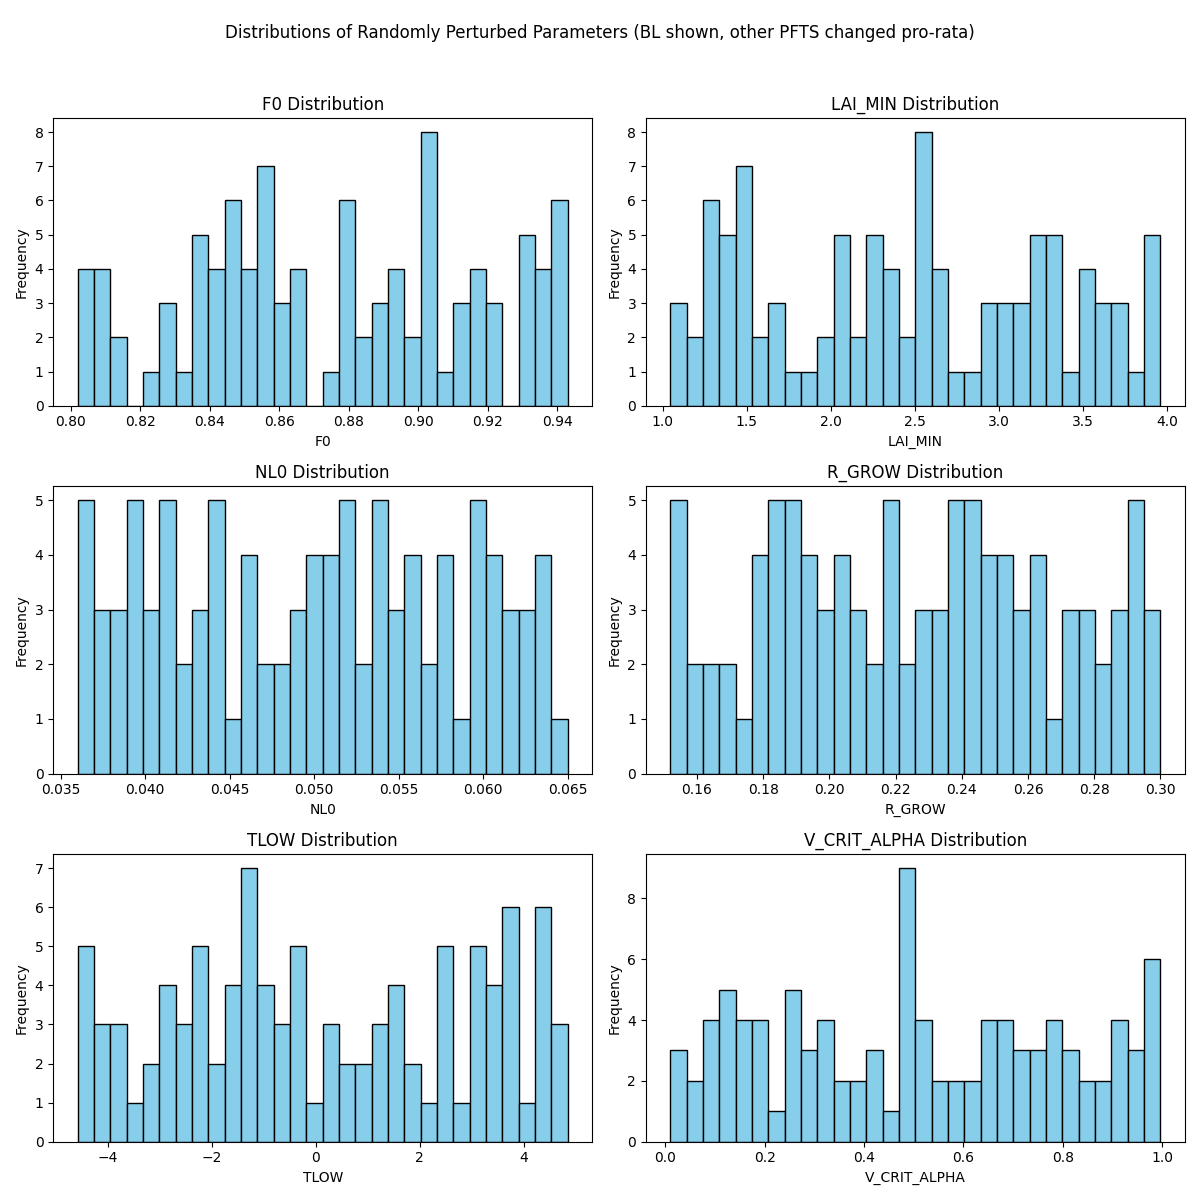 Distributions of Randomly Perturbed Parameters (BL shown, other PFTS changed pro-rata)
F0 Distribution
Frequency
8
7
6
5
4
3
2
1
0
0.80 0.82 0.84 0.86 0.88 0.90 0.92 0.94
F0
LAI_MIN Distribution
Frequency
8
7
6
5
4
3
2
1
0
1.0 1.5 2.0 2.5 3.0 3.5 4.0
LAI_MIN
NL0 Distribution
Frequency
5
4
3
2
1
0
0.035 0.040 0.045 0.050 0.055 0.060 0.065
NL0
R_GROW Distribution
Frequency
5
4
3
2
1
0
0.16 0.18 0.20 0.22 0.24 0.26 0.28 0.30
R_GROW
TLOW Distribution
Frequency
7
6
5
4
3
2
1
0
−4 −2 0 2 4
TLOW
V_CRIT_ALPHA Distribution
Frequency
8
6
4
2
0
0.0 0.2 0.4 0.6 0.8 1.0
V_CRIT_ALPHA